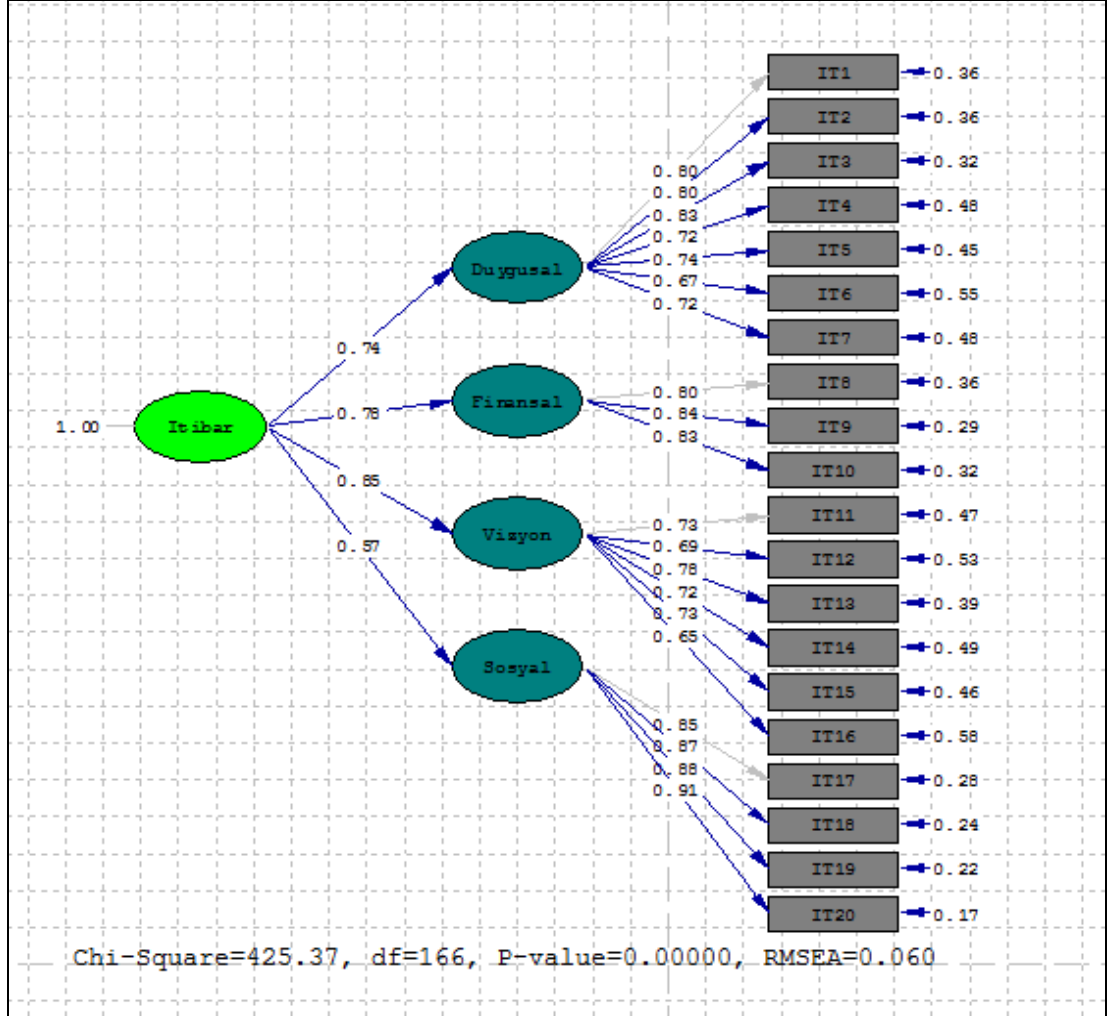 IT1 0.36
IT2 0.36
IT3 0.32
IT4 0.48
IT5 0.45
IT6 0.55
IT7 0.48
IT8 0.36
IT9 0.29
IT10 0.32
IT11 0.47
IT12 0.53
IT13 0.39
IT14 0.49
IT15 0.46
IT16 0.58
IT17 0.28
IT18 0.24
IT19 0.22
IT20 0.17
0.80
0.80
0.83
0.72
0.74
0.67
0.72
Duygusal
0.74
0.80
0.84
0.83
Finansal
0.78
1.00 Itibar
0.85
0.57
0.73
0.69
0.78
0.72
0.73
0.65
Vizyon
Sosyal
0.85
0.87
0.88
0.91
Chi-Square=425.37, df=166, P-value=0.00000, RMSEA=0.060